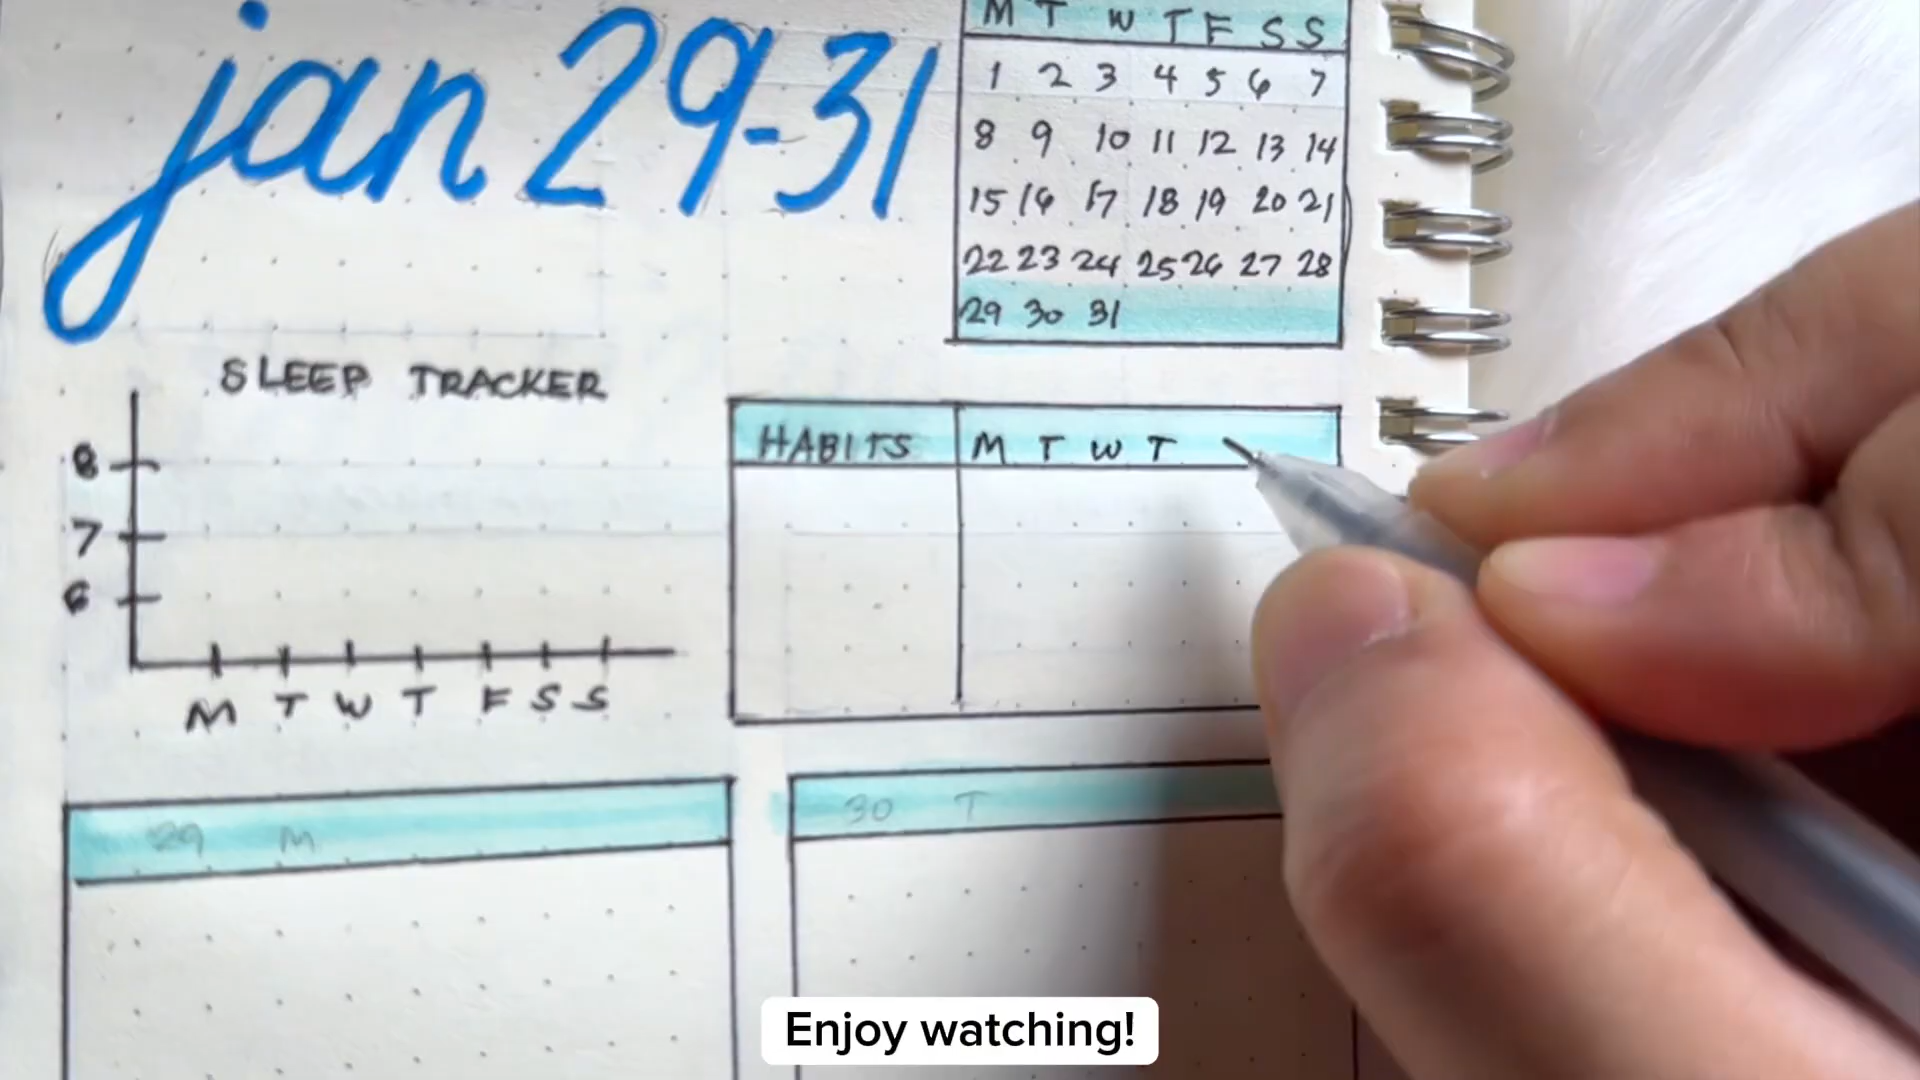 jan 29-31
M T W T F S S
1 2 3 4 5 6 7
8 9 10 11 12 13 14
15 16 17 18 19 20 21
22 23 24 25 26 27 28
29 30 31
SLEEP TRACKER
8
7
6
M T W T F S S
HABITS M T W T
29 M
30 T
Enjoy watching!